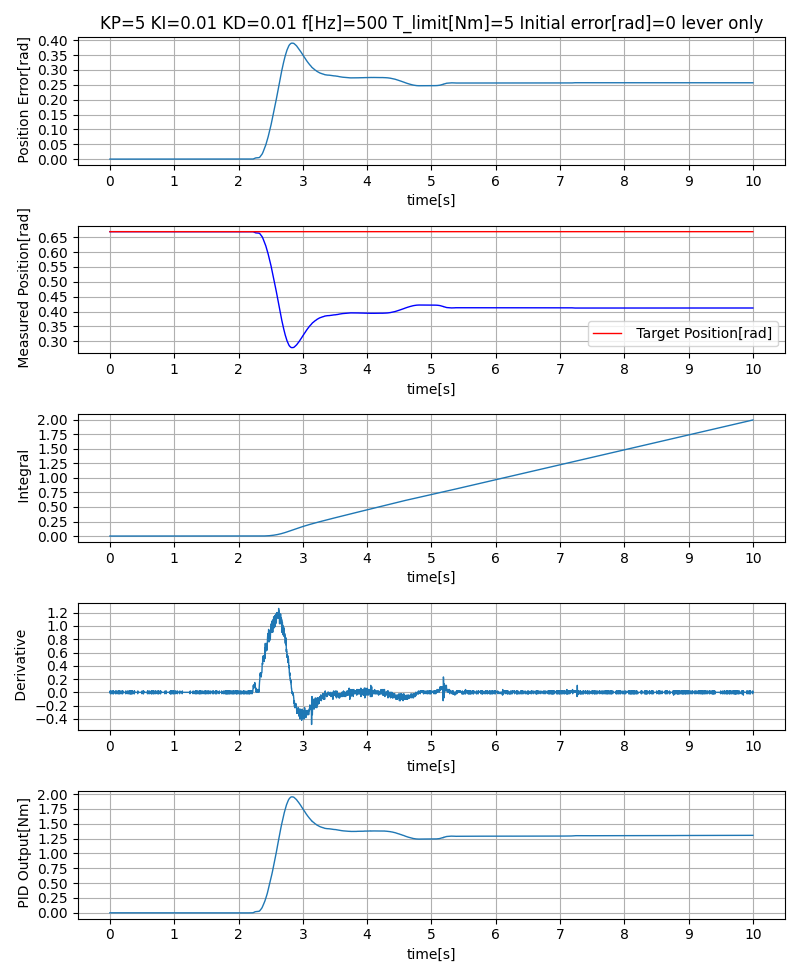 KP=5 KI=0.01 KD=0.01 f[Hz]=500 T_limit[Nm]=5 Initial error[rad]=0 lever only
Position Error[rad]
0.40
0.35
0.30
0.25
0.20
0.15
0.10
0.05
0.00
0 1 2 3 4 5 6 7 8 9 10
time[s]
Measured Position[rad]
0.65
0.60
0.55
0.50
0.45
0.40
0.35
0.30
Target Position[rad]
0 1 2 3 4 5 6 7 8 9 10
time[s]
Integral
2.00
1.75
1.50
1.25
1.00
0.75
0.50
0.25
0.00
0 1 2 3 4 5 6 7 8 9 10
time[s]
Derivative
1.2
1.0
0.8
0.6
0.4
0.2
0.0
−0.2
−0.4
0 1 2 3 4 5 6 7 8 9 10
time[s]
PID Output[Nm]
2.00
1.75
1.50
1.25
1.00
0.75
0.50
0.25
0.00
0 1 2 3 4 5 6 7 8 9 10
time[s]